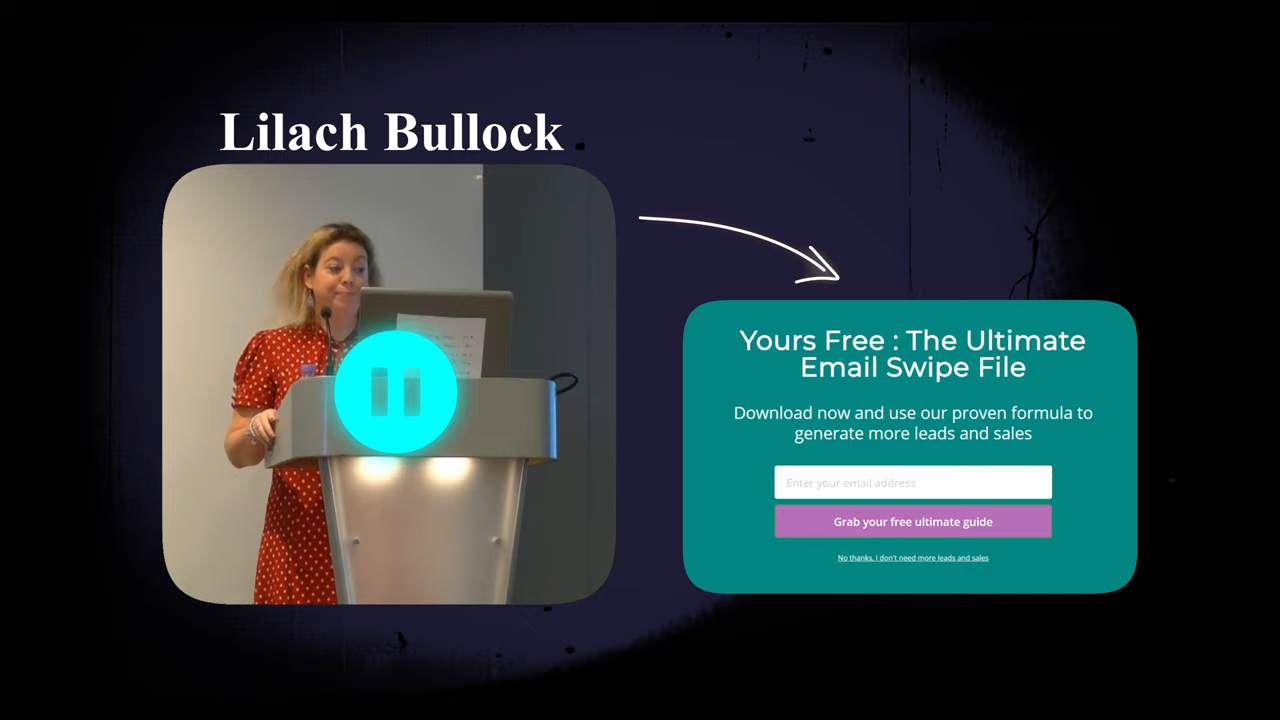 Lilach Bullock
Yours Free : The Ultimate
Email Swipe File
Download now and use our proven formula to
generate more leads and sales
Enter your email address
Grab your free ultimate guide
No thanks, I don't need more leads and sales